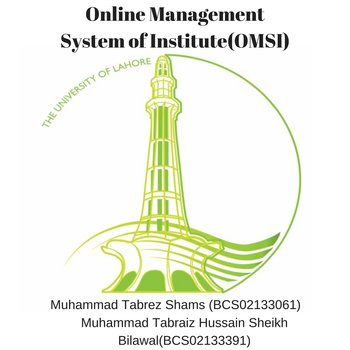 Online Management
System of Institute(OMSI)
THE UNIVERSITY OF LAHORE
Muhammad Tabrez Shams (BCS02133061)
Muhammad Tabraiz Hussain Sheikh
Bilawal(BCS02133391)